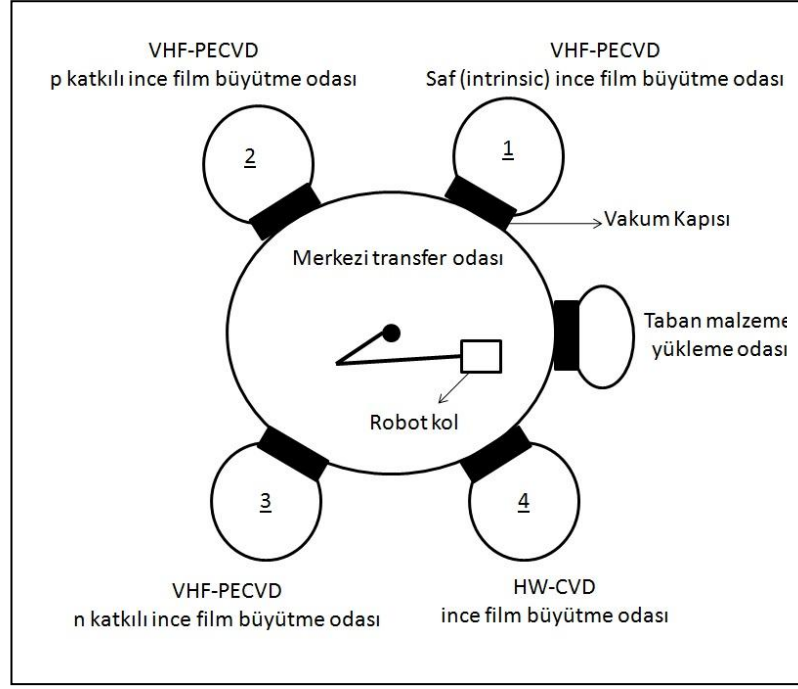 VHF-PECVD
p katkılı ince film büyütme odası
VHF-PECVD
Saf (intrinsic) ince film büyütme odası
2
1
Vakum Kapısı
Merkezi transfer odası
Taban malzeme
yükleme odası
Robot kol
3
4
VHF-PECVD
n katkılı ince film büyütme odası
HW-CVD
ince film büyütme odası